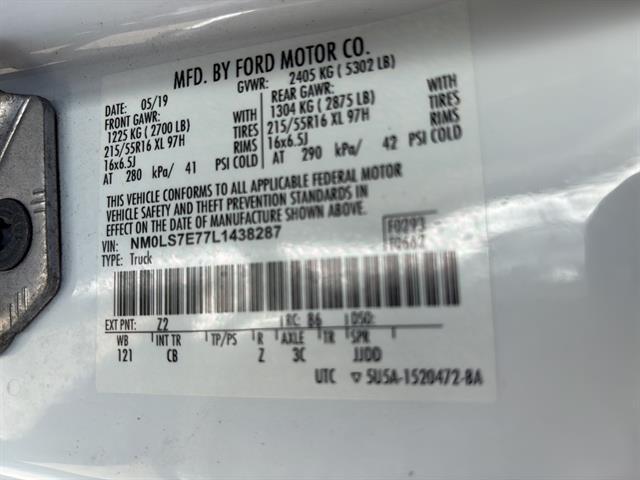 MFD. BY FORD MOTOR CO.
DATE: 05/19 GVWR: 2405 KG ( 5302 LB)
FRONT GAWR: WITH REAR GAWR: WITH
1225 KG ( 2700 LB) TIRES 1304 KG ( 2875 LB) TIRES
215/55R16 XL 97H RIMS 215/55R16 XL 97H RIMS
16x6.5J 16x6.5J
AT 280 kPa/ 41 PSI COLD AT 290 kPa/ 42 PSI COLD
THIS VEHICLE CONFORMS TO ALL APPLICABLE FEDERAL MOTOR
VEHICLE SAFETY AND THEFT PREVENTION STANDARDS IN
EFFECT ON THE DATE OF MANUFACTURE SHOWN ABOVE.
VIN: NM0LS7E77L1438287 F0293
TYPE: Truck T0662
EXT PNT: Z2 RC: 86 DSO:
WB INT TR TP/PS R AXLE TR SPR
121 CB Z 3C JJDD
UTC ▽ 5U5A-1520472-BA